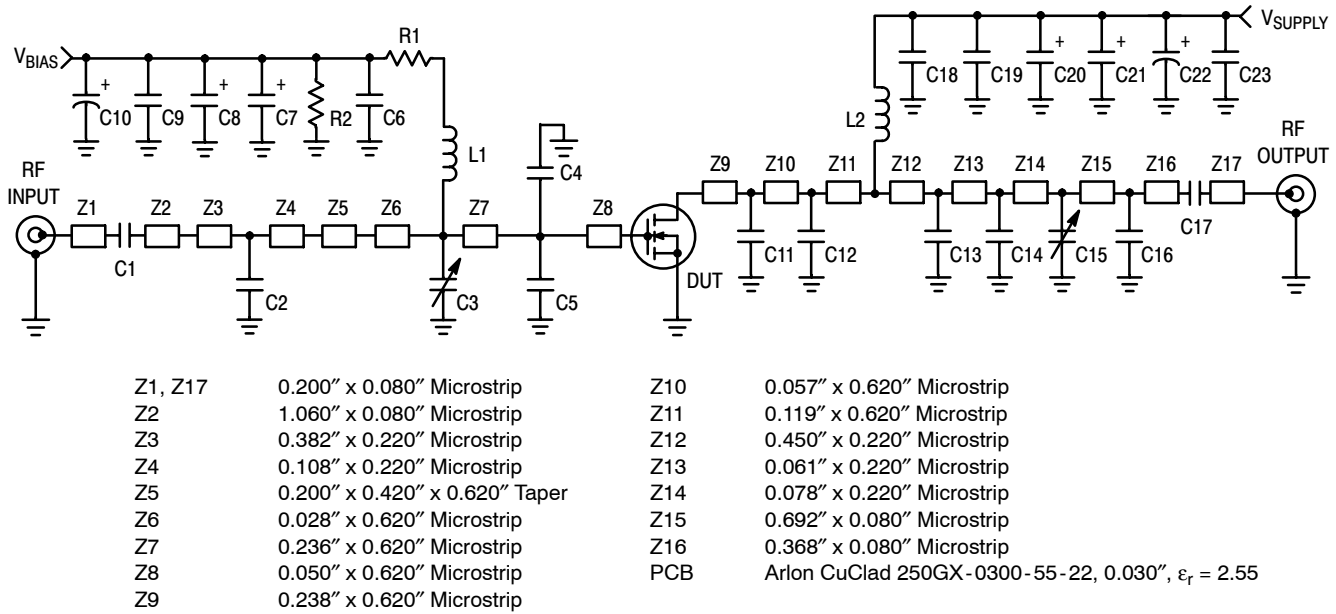 V_BIAS
R1
V_SUPPLY
+
C10
C9
+
C8
+
C7
R2
C6
C18
C19
+
C20
+
C21
+
C22
C23
L1
L2
C4
RF
INPUT
Z1
C1
Z2
Z3
C2
Z4
Z5
Z6
C3
Z7
C5
Z8
DUT
Z9
C11
Z10
C12
Z11
Z12
C13
Z13
C14
Z14
C15
Z15
C16
Z16
C17
Z17
RF
OUTPUT
Z1, Z17 0.200″ x 0.080″ Microstrip
Z2 1.060″ x 0.080″ Microstrip
Z3 0.382″ x 0.220″ Microstrip
Z4 0.108″ x 0.220″ Microstrip
Z5 0.200″ x 0.420″ x 0.620″ Taper
Z6 0.028″ x 0.620″ Microstrip
Z7 0.236″ x 0.620″ Microstrip
Z8 0.050″ x 0.620″ Microstrip
Z9 0.238″ x 0.620″ Microstrip
Z10 0.057″ x 0.620″ Microstrip
Z11 0.119″ x 0.620″ Microstrip
Z12 0.450″ x 0.220″ Microstrip
Z13 0.061″ x 0.220″ Microstrip
Z14 0.078″ x 0.220″ Microstrip
Z15 0.692″ x 0.080″ Microstrip
Z16 0.368″ x 0.080″ Microstrip
PCB Arlon CuClad 250GX-0300-55-22, 0.030″, εr = 2.55